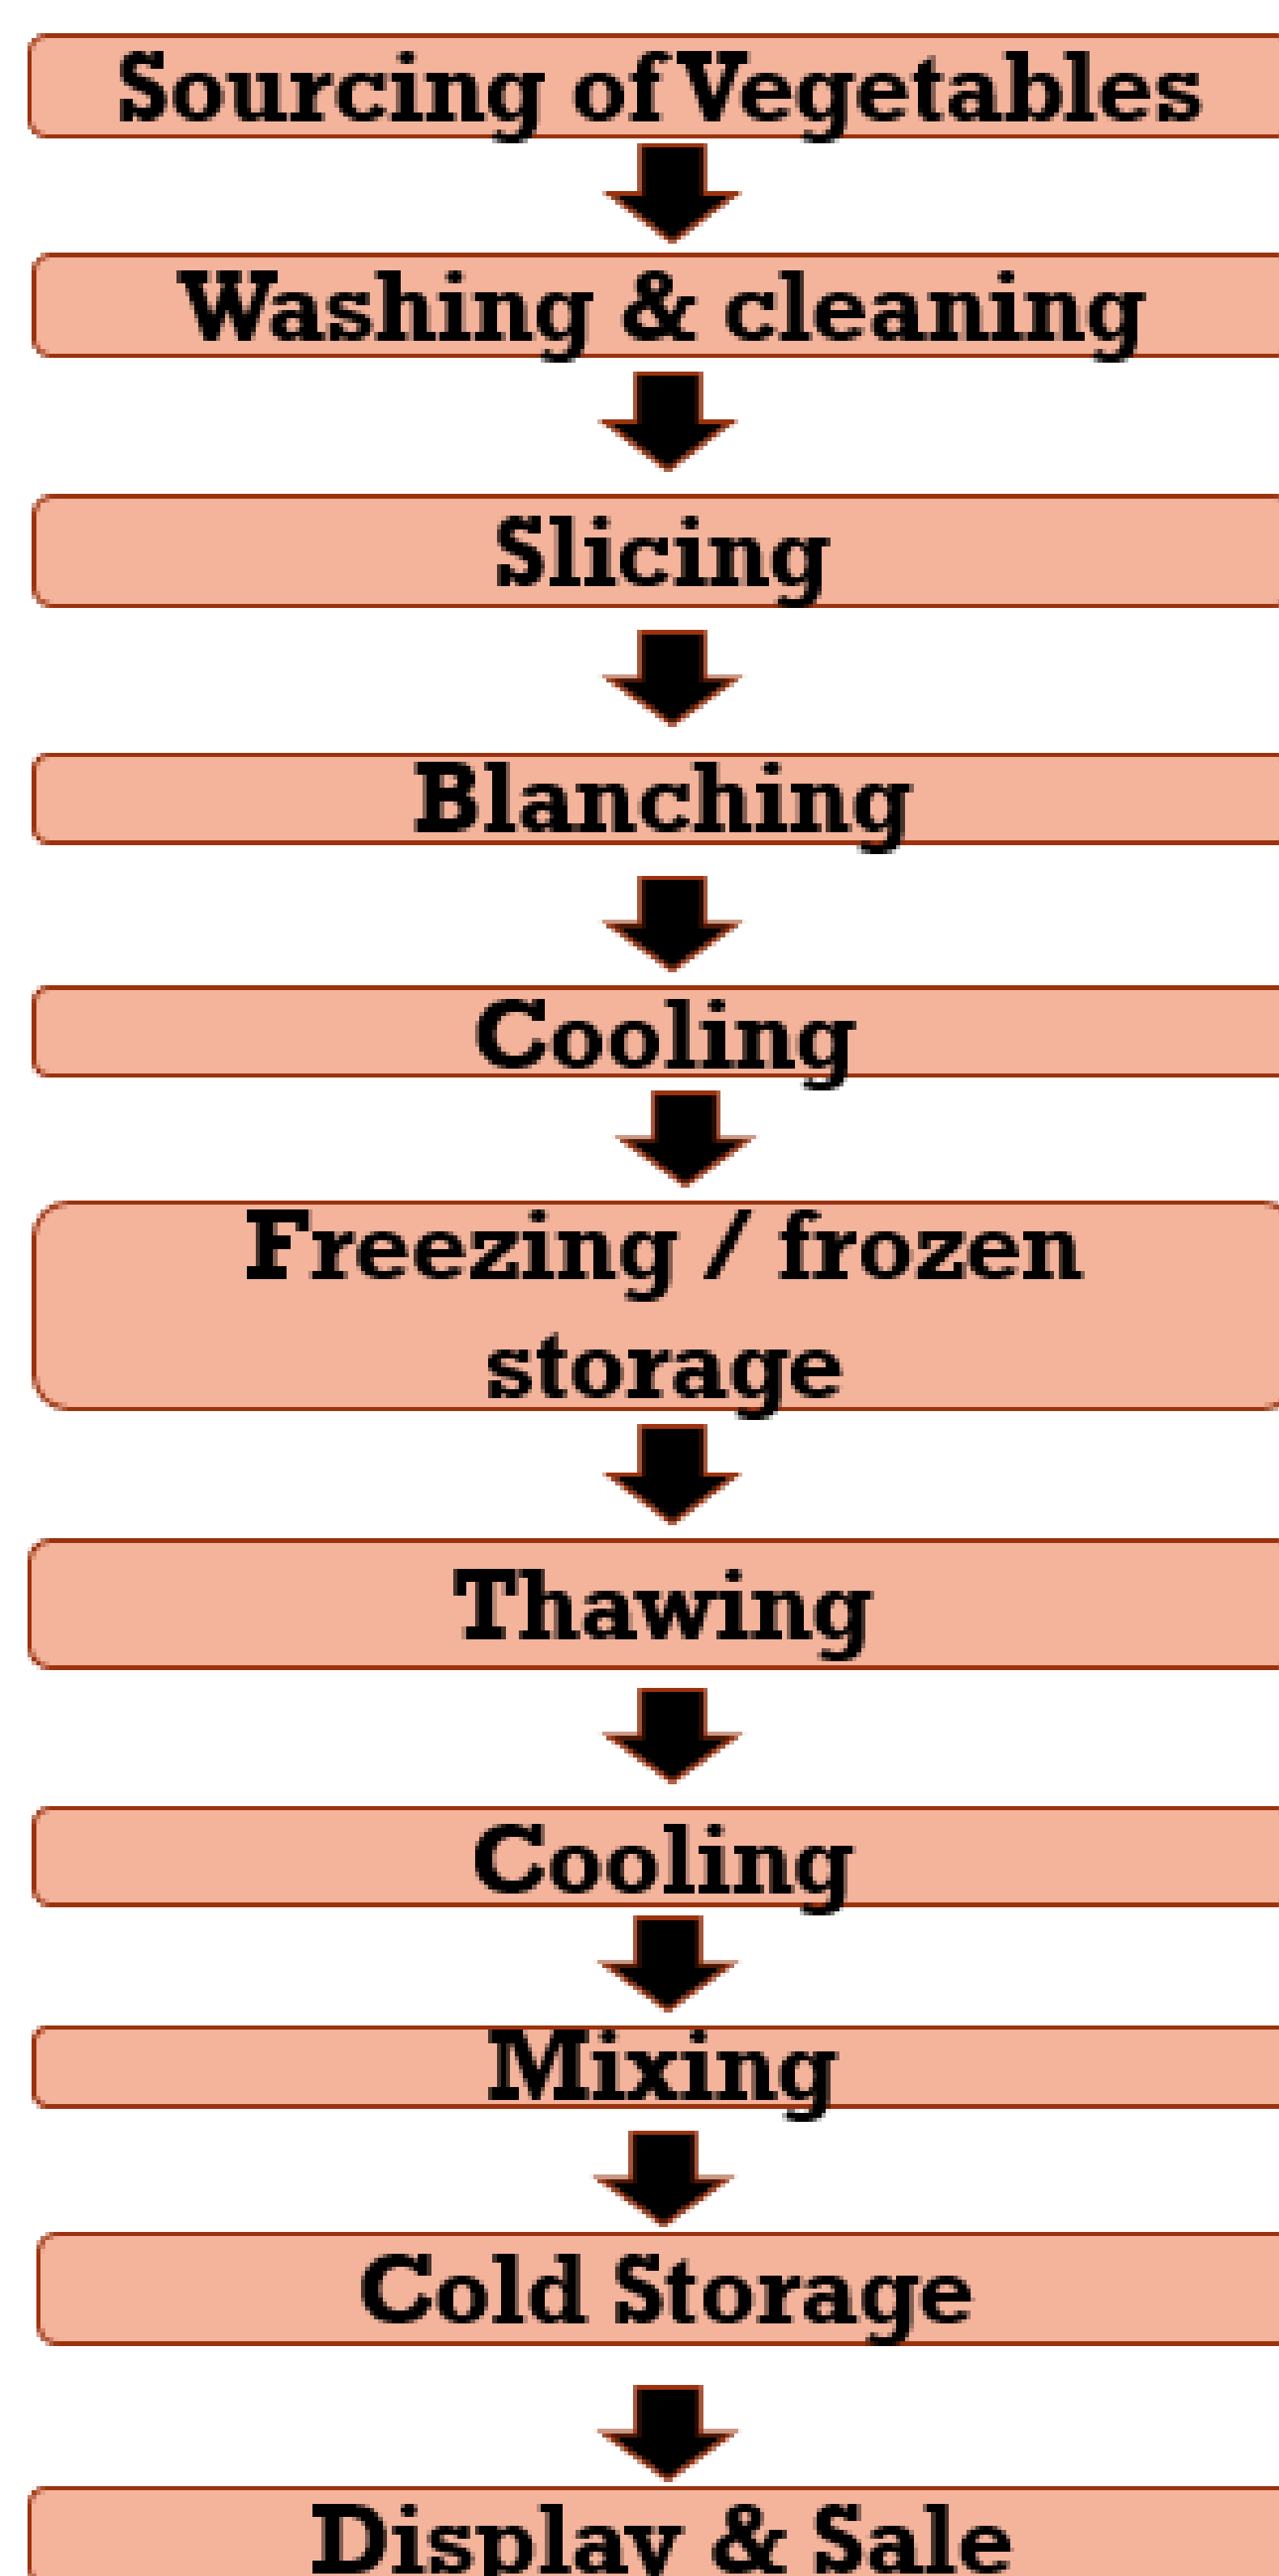 Sourcing of Vegetables
Washing & cleaning
Slicing
Blanching
Cooling
Freezing / frozen
storage
Thawing
Cooling
Mixing
Cold Storage
Display & Sale